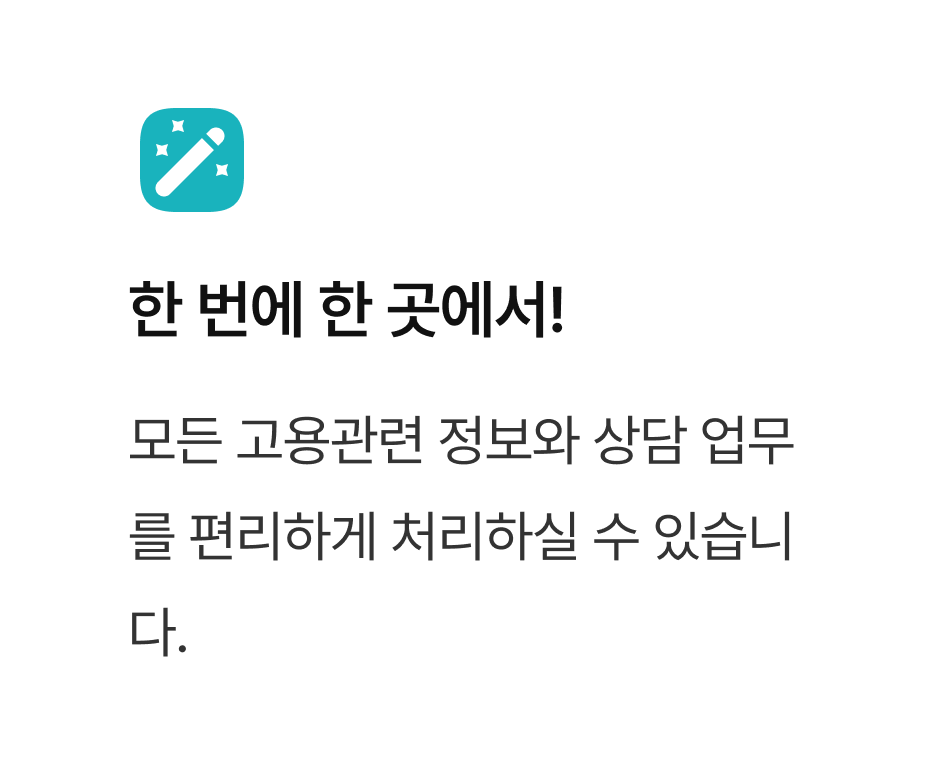 한 번에 한 곳에서!
모든 고용관련 정보와 상담 업무
를 편리하게 처리하실 수 있습니
다.